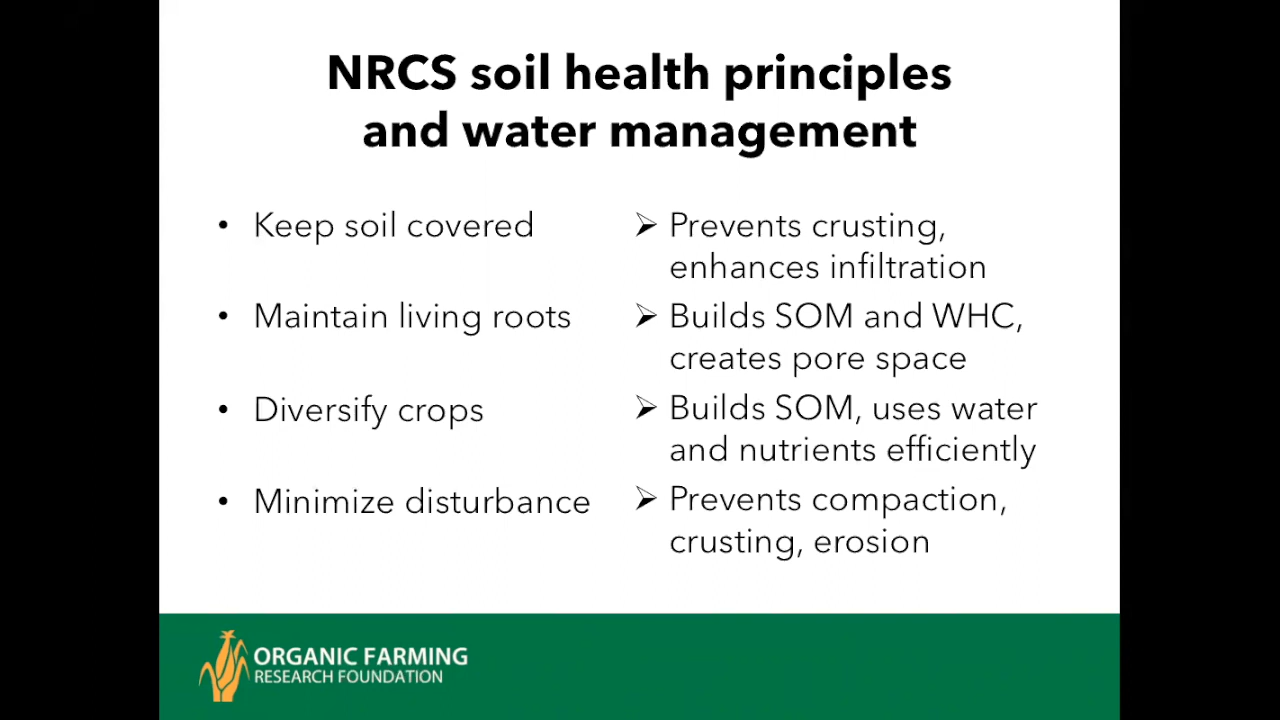 NRCS soil health principles
and water management
• Keep soil covered
➢ Prevents crusting,
enhances infiltration
• Maintain living roots
➢ Builds SOM and WHC,
creates pore space
• Diversify crops
➢ Builds SOM, uses water
and nutrients efficiently
• Minimize disturbance
➢ Prevents compaction,
crusting, erosion
ORGANIC FARMING
RESEARCH FOUNDATION